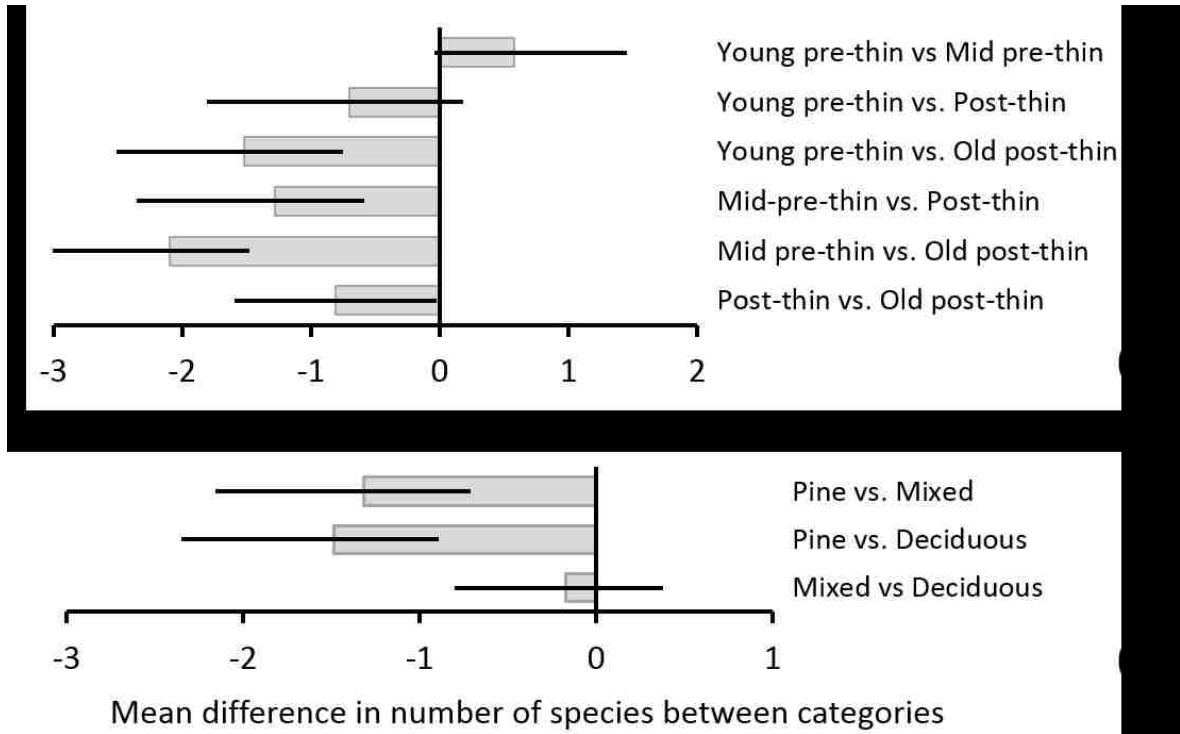 Young pre-thin vs Mid pre-thin
Young pre-thin vs. Post-thin
Young pre-thin vs. Old post-thin
Mid-pre-thin vs. Post-thin
Mid pre-thin vs. Old post-thin
Post-thin vs. Old post-thin
-3 -2 -1 0 1 2
Pine vs. Mixed
Pine vs. Deciduous
Mixed vs Deciduous
-3 -2 -1 0 1
Mean difference in number of species between categories